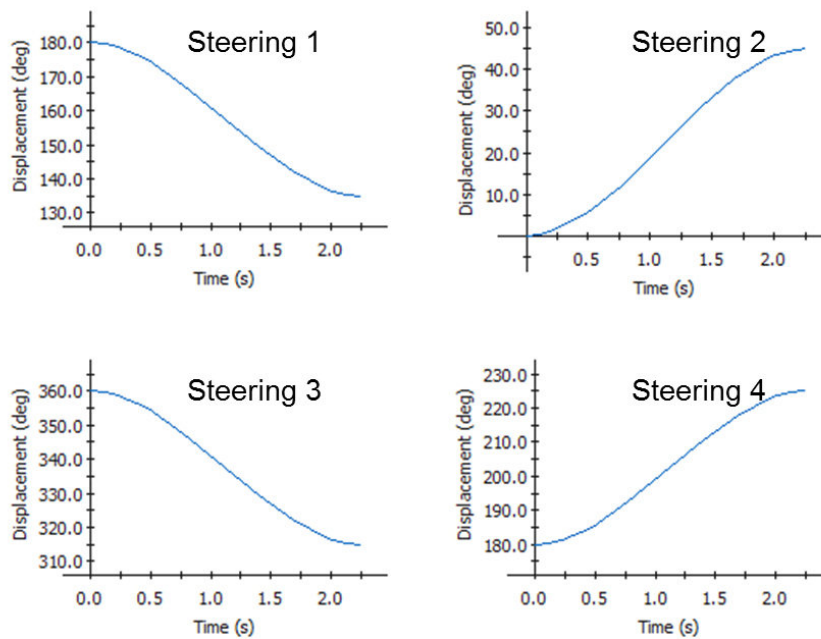 Steering 1
Displacement (deg)
180.0
170.0
160.0
150.0
140.0
130.0
0.0 0.5 1.0 1.5 2.0
Time (s)
Steering 2
Displacement (deg)
50.0
40.0
30.0
20.0
10.0
0.5 1.0 1.5 2.0
Time (s)
Steering 3
Displacement (deg)
360.0
350.0
340.0
330.0
320.0
310.0
0.0 0.5 1.0 1.5 2.0
Time (s)
Steering 4
Displacement (deg)
230.0
220.0
210.0
200.0
190.0
180.0
0.0 0.5 1.0 1.5 2.0
Time (s)